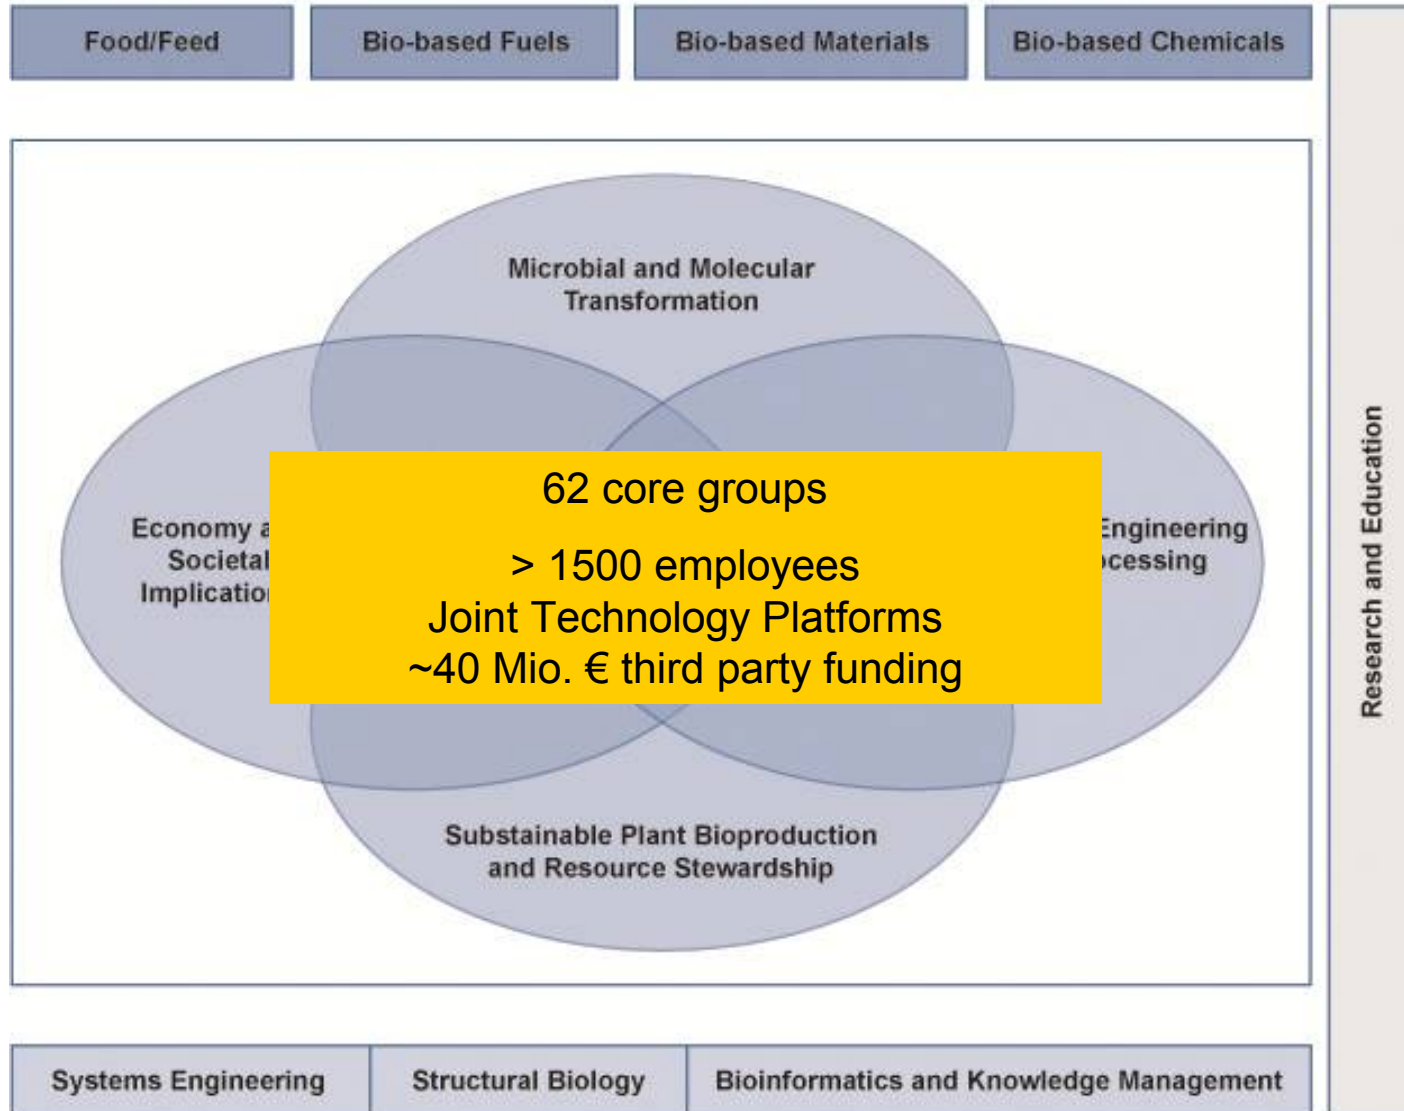 Food/Feed
Bio-based Fuels
Bio-based Materials
Bio-based Chemicals
Microbial and Molecular
Transformation
Economy
Societal
62 core groups
> 1500 employees
Joint Technology Platforms
~40 Mio. € third party funding
Engineering
Substainable Plant Bioproduction
and Resource Stewardship
Research and Education
Systems Engineering
Structural Biology
Bioinformatics and Knowledge Management